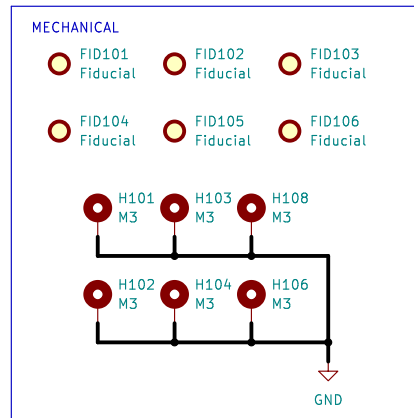 MECHANICAL
FID101 FID102 FID103
Fiducial Fiducial Fiducial
FID104 FID105 FID106
Fiducial Fiducial Fiducial
H101 H103 H108
M3 M3 M3
H102 H104 H106
M3 M3 M3
GND